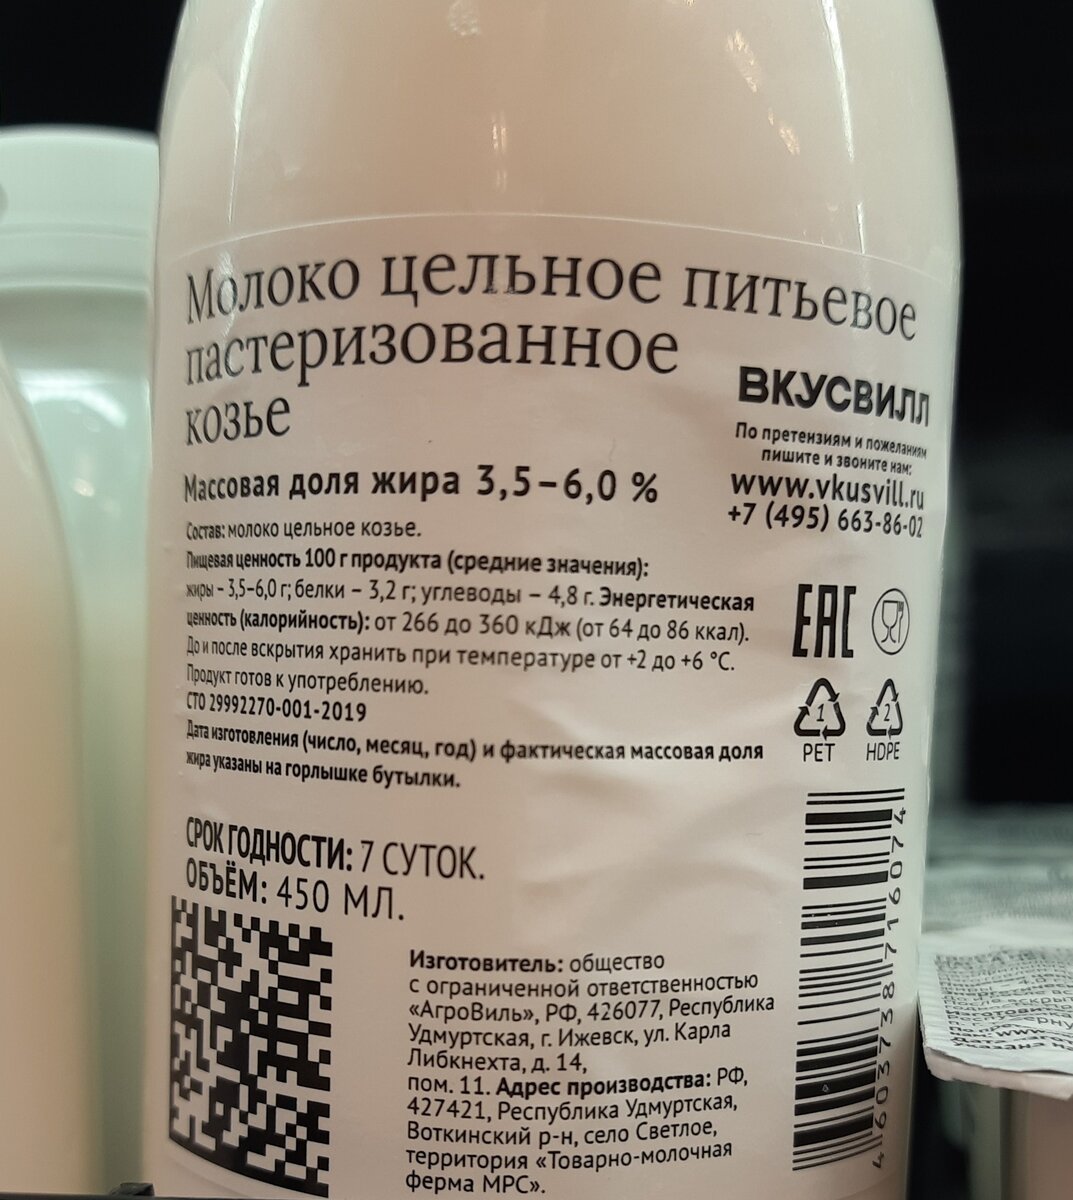 Молоко цельное питьевое
пастеризованное
козье
ВКУСВИЛЛ
По претензиям и пожеланиям
пишите и звоните нам:
www.vkusvill.ru
+7 (495) 663-86-02
Массовая доля жира 3,5–6,0 %
Состав: молоко цельное козье.
Пищевая ценность 100 г продукта (средние значения):
жиры – 3,5–6,0 г; белки – 3,2 г; углеводы – 4,8 г. Энергетическая
ценность (калорийность): от 266 до 360 кДж (от 64 до 86 ккал).
До и после вскрытия хранить при температуре от +2 до +6 °С.
Продукт готов к употреблению.
СТО 29992270-001-2019
Дата изготовления (число, месяц, год) и фактическая массовая доля
жира указаны на горлышке бутылки.
EAC
1
PET
2
HDPE
СРОК ГОДНОСТИ: 7 СУТОК.
ОБЪЁМ: 450 МЛ.
Изготовитель: общество
с ограниченной ответственностью
«АгроВиль», РФ, 426077, Республика
Удмуртская, г. Ижевск, ул. Карла
Либкнехта, д. 14,
пом. 11. Адрес производства: РФ,
427421, Республика Удмуртская,
Воткинский р-н, село Светлое,
территория «Товарно-молочная
ферма МРС».
4 603738 716074